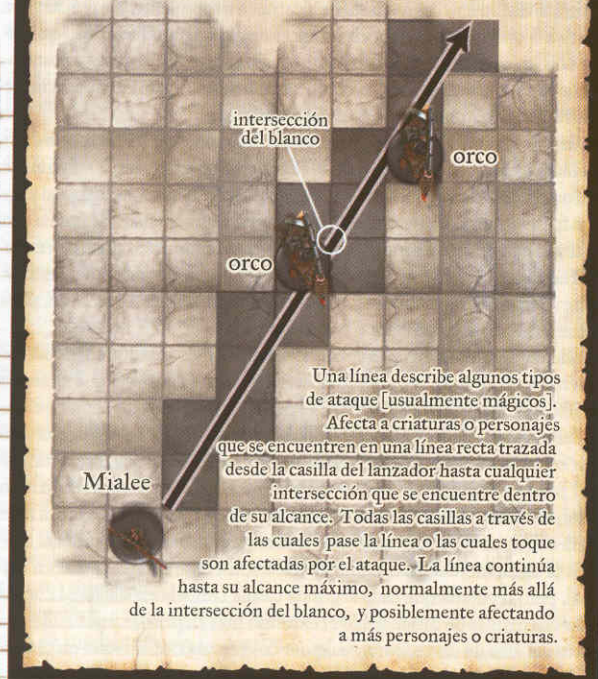 intersección
del blanco
orco
orco
Mialee
Una línea describe algunos tipos
de ataque [usualmente mágicos].
Afecta a criaturas o personajes
que se encuentren en una línea recta trazada
desde la casilla del lanzador hasta cualquier
intersección que se encuentre dentro
de su alcance. Todas las casillas a través de
las cuales pase la línea o las cuales toque
son afectadas por el ataque. La línea continúa
hasta su alcance máximo, normalmente más allá
de la intersección del blanco, y posiblemente afectando
a más personajes o criaturas.